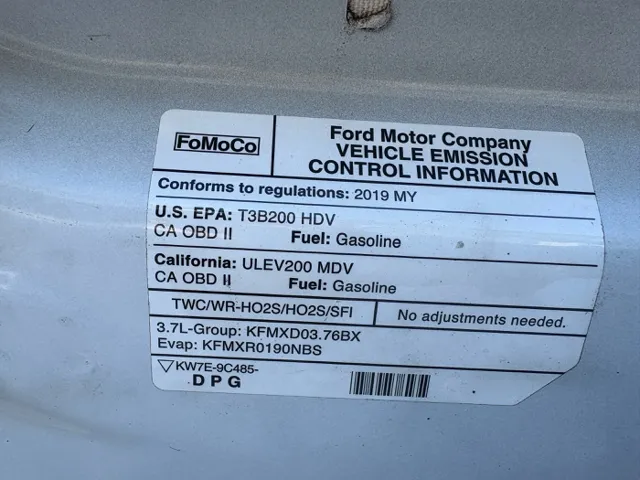 FoMoCo
Ford Motor Company
VEHICLE EMISSION
CONTROL INFORMATION
Conforms to regulations: 2019 MY
U.S. EPA: T3B200 HDV
CA OBD II Fuel: Gasoline
California: ULEV200 MDV
CA OBD II Fuel: Gasoline
TWC/WR-HO2S/HO2S/SFI
No adjustments needed.
3.7L-Group: KFMXD03.76BX
Evap: KFMXR0190NBS
KW7E-9C485-
DPG